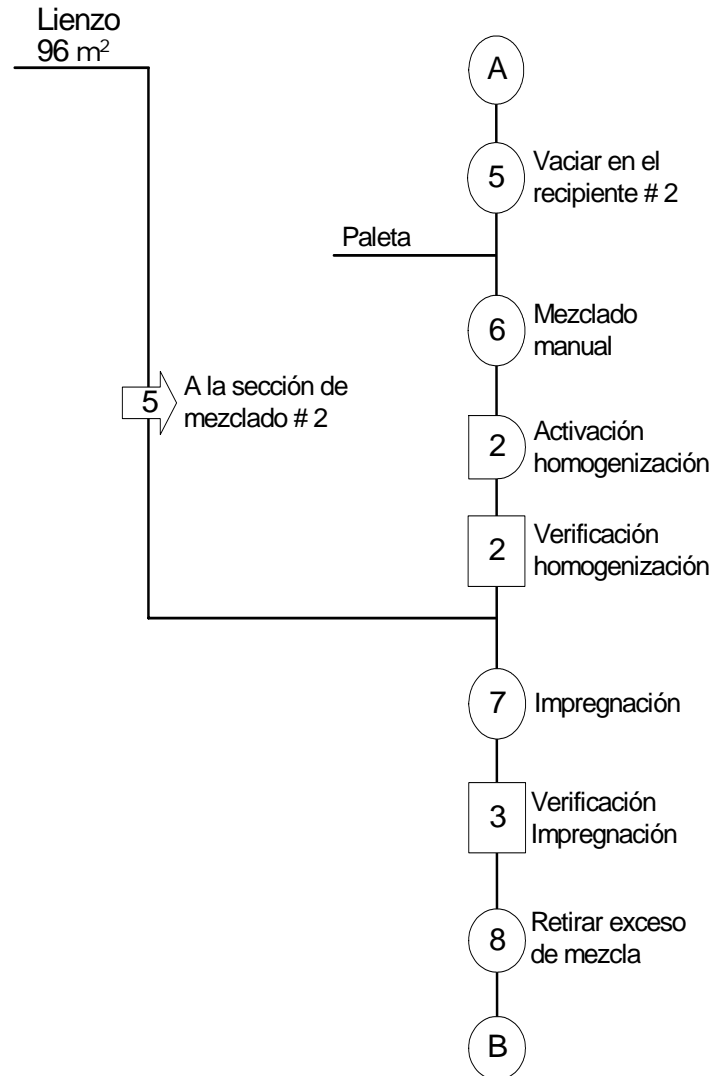 Lienzo
96 m²
A
5
Vaciar en el
recipiente # 2
Paleta
6
Mezclado
manual
5
A la sección de
mezclado # 2
2
Activación
homogenización
2
Verificación
homogenización
7
Impregnación
3
Verificación
Impregnación
8
Retirar exceso
de mezcla
B